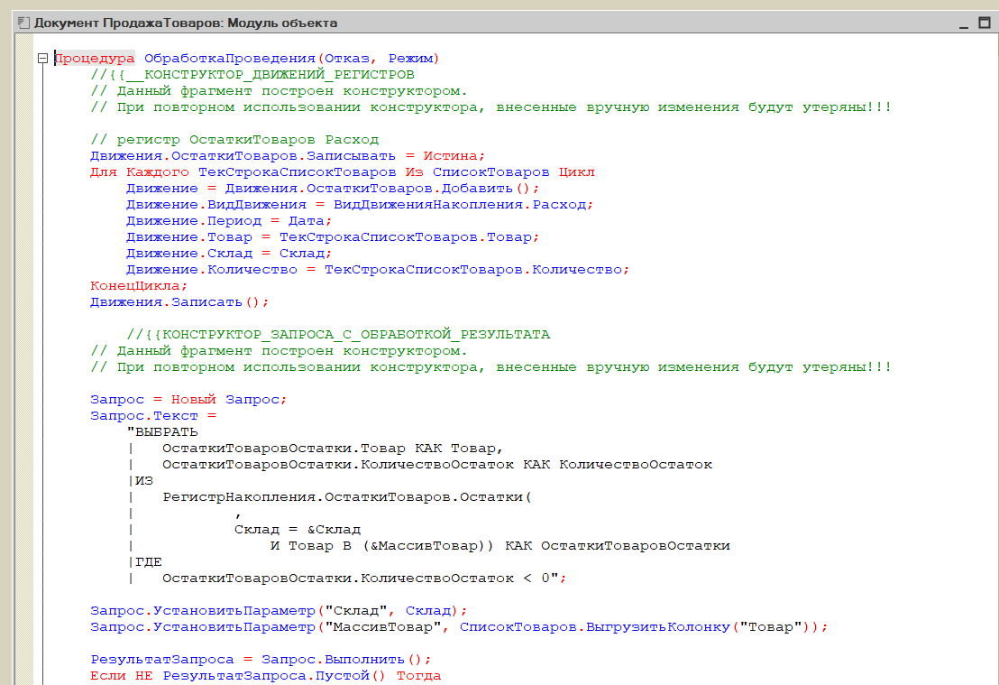 Документ ПродажаТоваров: Модуль объекта
Процедура ОбработкаПроведения(Отказ, Режим)
//{{__КОНСТРУКТОР_ДВИЖЕНИЙ_РЕГИСТРОВ
// Данный фрагмент построен конструктором.
// При повторном использовании конструктора, внесенные вручную изменения будут утеряны!!!
// регистр ОстаткиТоваров Расход
Движения.ОстаткиТоваров.Записывать = Истина;
Для Каждого ТекСтрокаСписокТоваров Из СписокТоваров Цикл
Движение = Движения.ОстаткиТоваров.Добавить();
Движение.ВидДвижения = ВидДвиженияНакопления.Расход;
Движение.Период = Дата;
Движение.Товар = ТекСтрокаСписокТоваров.Товар;
Движение.Склад = Склад;
Движение.Количество = ТекСтрокаСписокТоваров.Количество;
КонецЦикла;
Движения.Записать();
//{{КОНСТРУКТОР_ЗАПРОСА_С_ОБРАБОТКОЙ_РЕЗУЛЬТАТА
// Данный фрагмент построен конструктором.
// При повторном использовании конструктора, внесенные вручную изменения будут утеряны!!!
Запрос = Новый Запрос;
Запрос.Текст =
"ВЫБРАТЬ
| ОстаткиТоваровОстатки.Товар КАК Товар,
| ОстаткиТоваровОстатки.КоличествоОстаток КАК КоличествоОстаток
|ИЗ
| РегистрНакопления.ОстаткиТоваров.Остатки(
| ,
| Склад = &Склад
| И Товар В (&МассивТовар)) КАК ОстаткиТоваровОстатки
|ГДЕ
| ОстаткиТоваровОстатки.КоличествоОстаток < 0";
Запрос.УстановитьПараметр("Склад", Склад);
Запрос.УстановитьПараметр("МассивТовар", СписокТоваров.ВыгрузитьКолонку("Товар"));
РезультатЗапроса = Запрос.Выполнить();
Если НЕ РезультатЗапроса.Пустой() Тогда